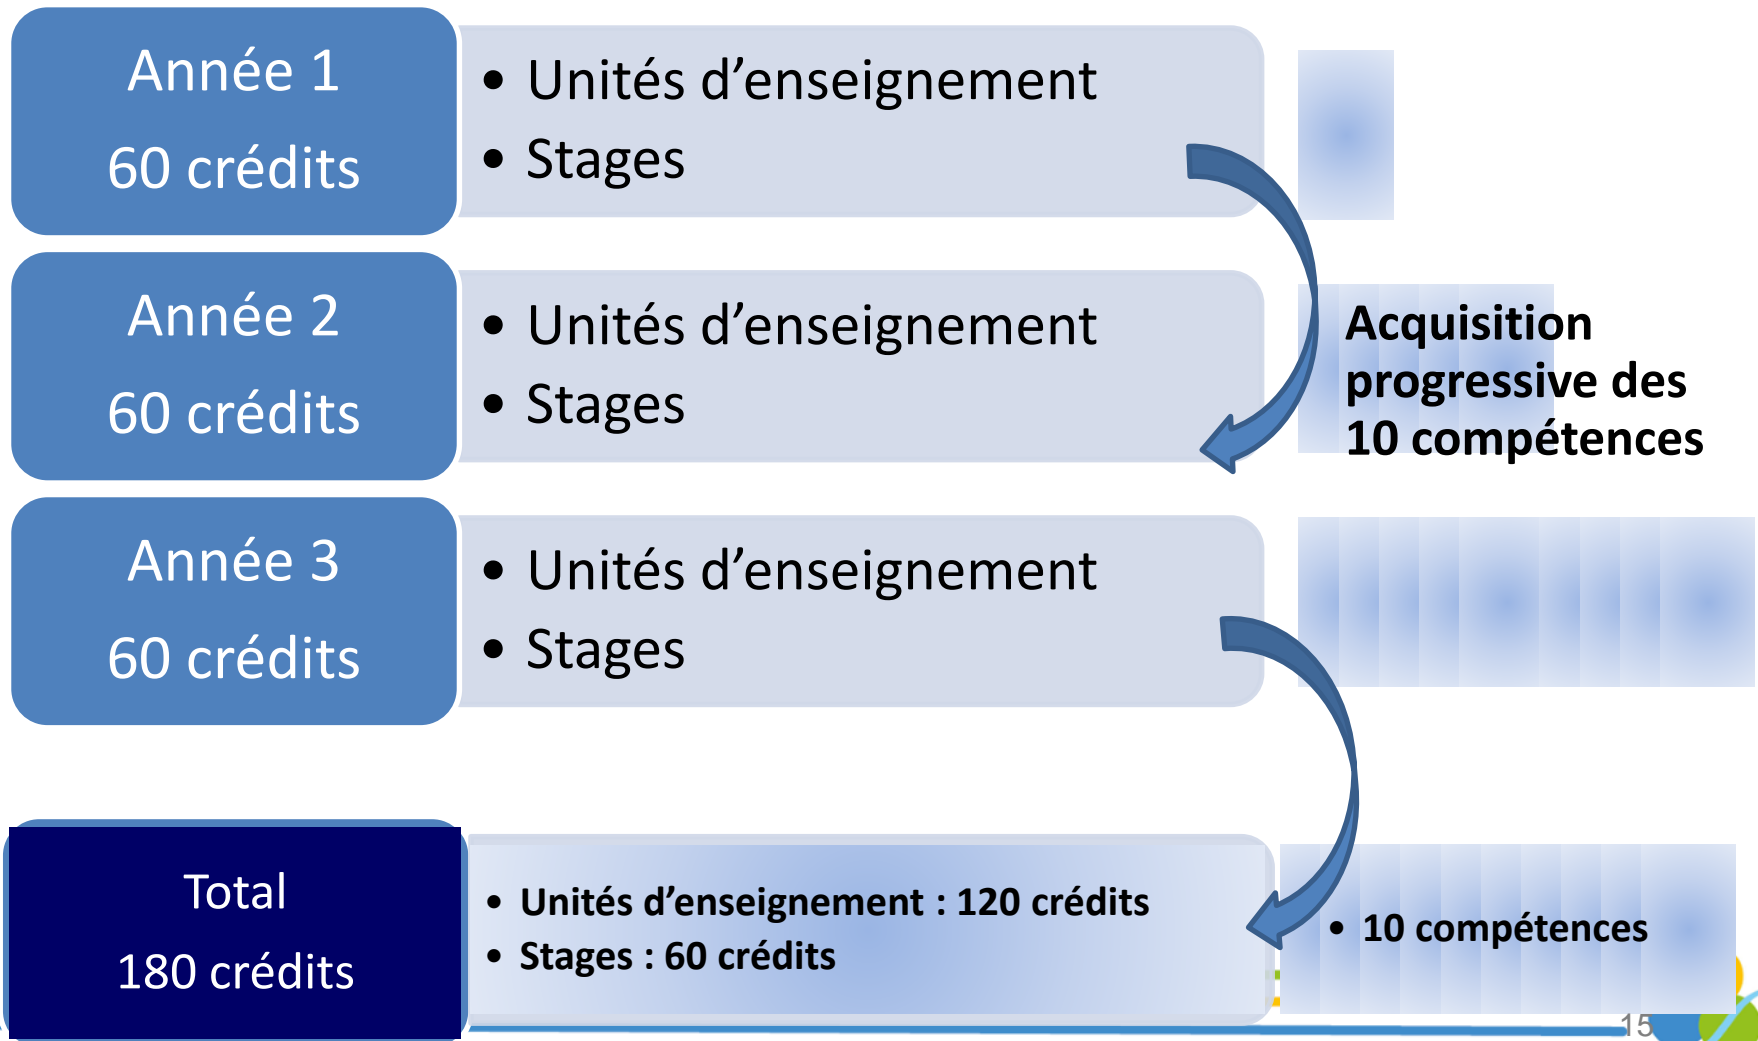 Année 1
60 crédits
• Unités d’enseignement
• Stages
Année 2
60 crédits
• Unités d’enseignement
• Stages
Acquisition
progressive des
10 compétences
Année 3
60 crédits
• Unités d’enseignement
• Stages
Total
180 crédits
• Unités d’enseignement : 120 crédits
• Stages : 60 crédits
• 10 compétences
15